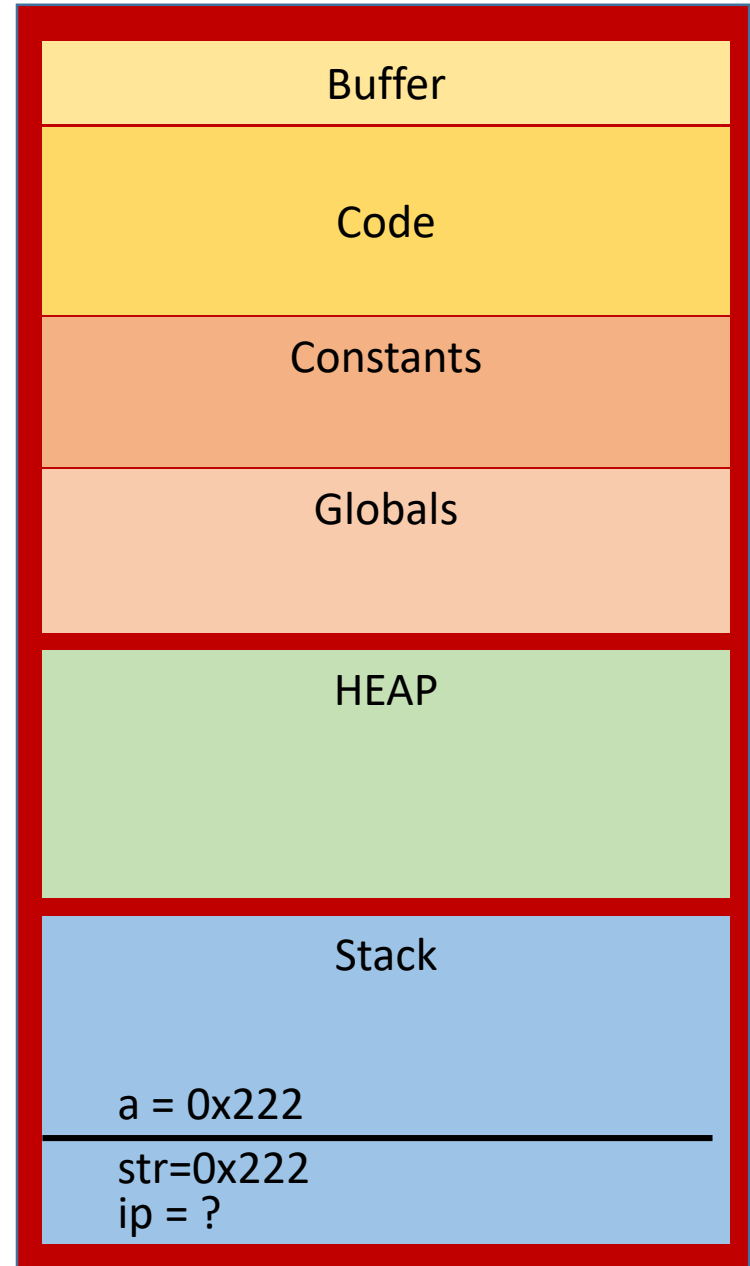 Buffer
Code
Constants
Globals
HEAP
Stack
a = 0x222
str=0x222
ip = ?